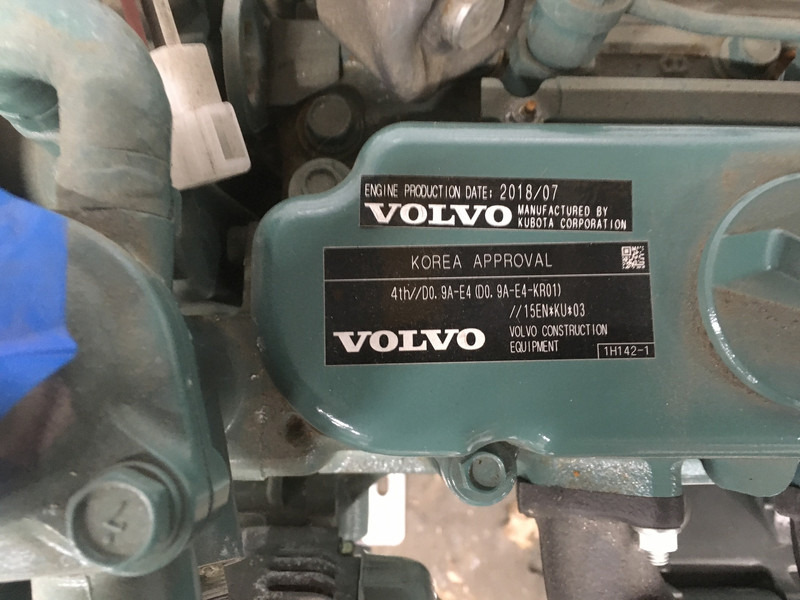 ENGINE PRODUCTION DATE: 2018/07
VOLVO MANUFACTURED BY
KUBOTA CORPORATION
KOREA APPROVAL
4th//D0.9A-E4(D0.9A-E4-KR01)
//15EN*KU*03
VOLVO VOLVO CONSTRUCTION
EQUIPMENT
1H142-1
7